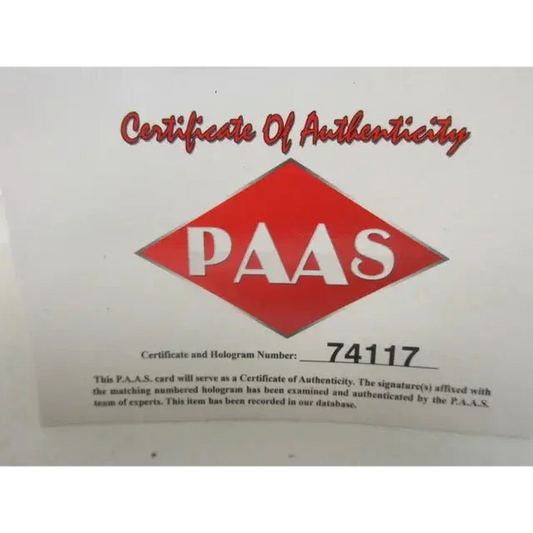 Certificate Of Authenticity
PAAS
Certificate and Hologram Number: 74117
This P.A.A.S. card will serve as a Certificate of Authenticity. The signature(s) affixed with
the matching numbered hologram has been examined and authenticated by the P.A.A.S.
team of experts. This item has been recorded in our database.